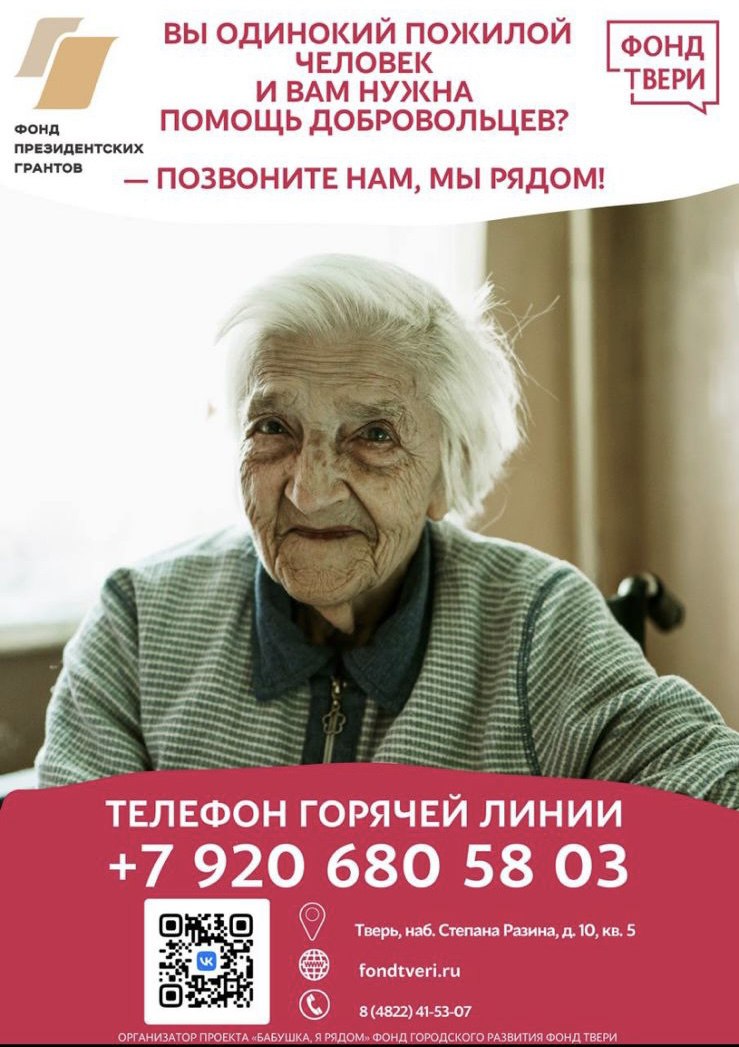 ВЫ ОДИНОКИЙ ПОЖИЛОЙ
ЧЕЛОВЕК
И ВАМ НУЖНА
ПОМОЩЬ ДОБРОВОЛЬЦЕВ?
— ПОЗВОНИТЕ НАМ, МЫ РЯДОМ!
ФОНД
ПРЕЗИДЕНТСКИХ
ГРАНТОВ
ФОНД
ТВЕРИ
ТЕЛЕФОН ГОРЯЧЕЙ ЛИНИИ
+7 920 680 58 03
Тверь, наб. Степана Разина, д. 10, кв. 5
fondtveri.ru
8 (4822) 41-53-07
ОРГАНИЗАТОР ПРОЕКТА «БАБУШКА, Я РЯДОМ» ФОНД ГОРОДСКОГО РАЗВИТИЯ ФОНД ТВЕРИ